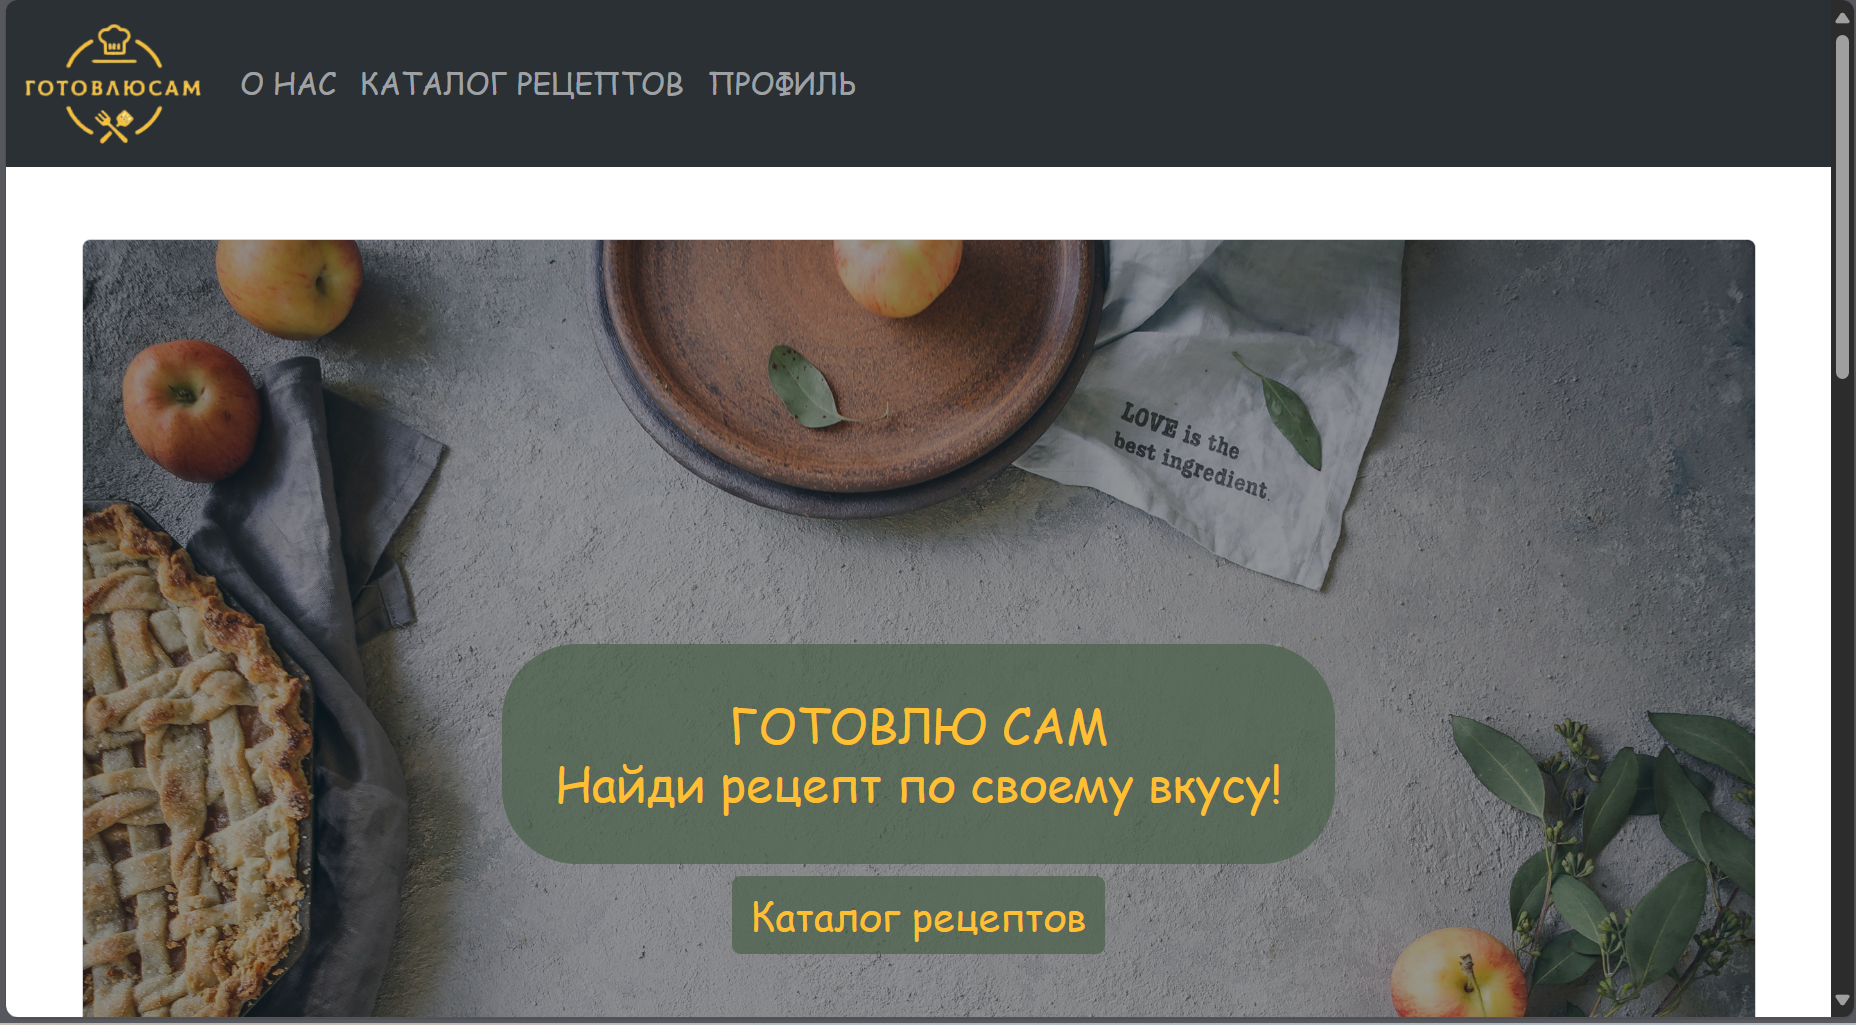 ГОТОВЛЮСАМ
О НАС КАТАЛОГ РЕЦЕПТОВ ПРОФИЛЬ
LOVE is the
best ingredient.
ГОТОВЛЮ САМ
Найди рецепт по своему вкусу!
Каталог рецептов